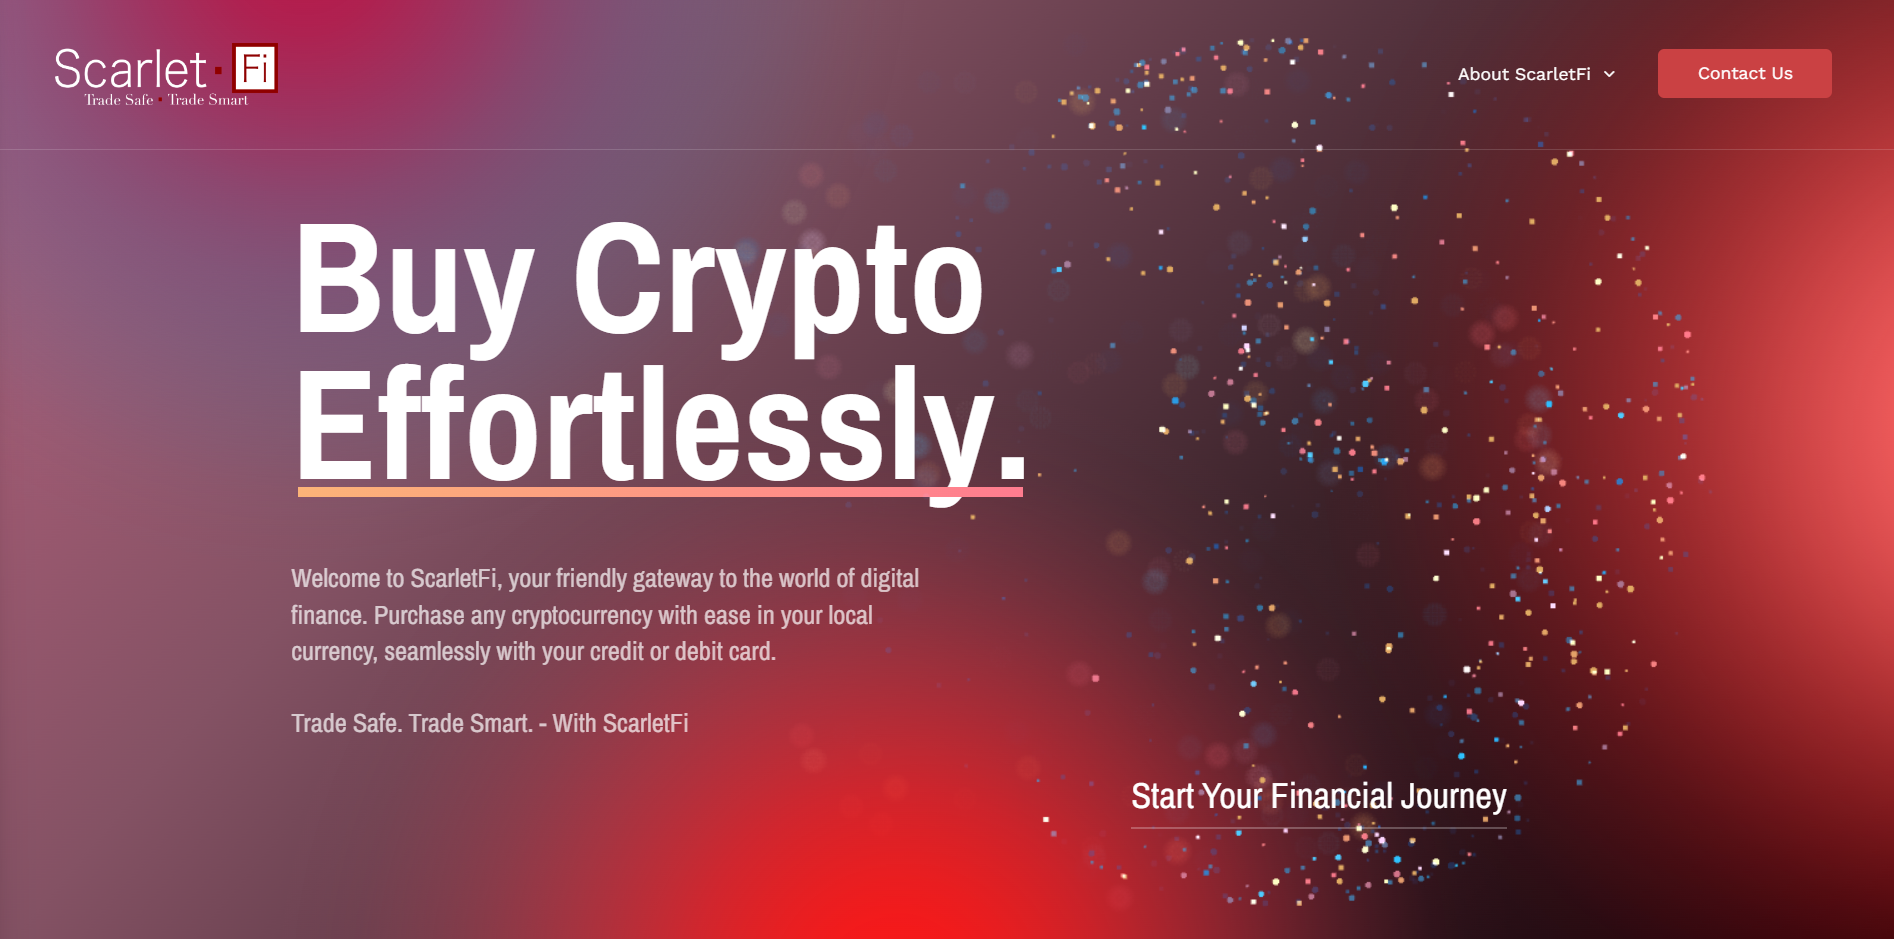 Scarlet · Fi
Trade Safe · Trade Smart
About ScarletFi
Contact Us
Buy Crypto
Effortlessly.
Welcome to ScarletFi, your friendly gateway to the world of digital
finance. Purchase any cryptocurrency with ease in your local
currency, seamlessly with your credit or debit card.
Trade Safe. Trade Smart. - With ScarletFi
Start Your Financial Journey